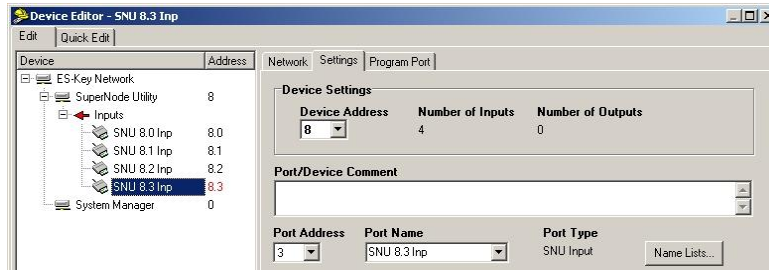 Device Editor - SNU 8.3 Inp
Edit Quick Edit
Device Address
ES-Key Network
SuperNode Utility 8
Inputs
SNU 8.0 Inp 8.0
SNU 8.1 Inp 8.1
SNU 8.2 Inp 8.2
SNU 8.3 Inp 8.3
System Manager 0
Network Settings Program Port
Device Settings
Device Address Number of Inputs Number of Outputs
8 4 0
Port/Device Comment
Port Address Port Name Port Type
3 SNU 8.3 Inp SNU Input Name Lists...